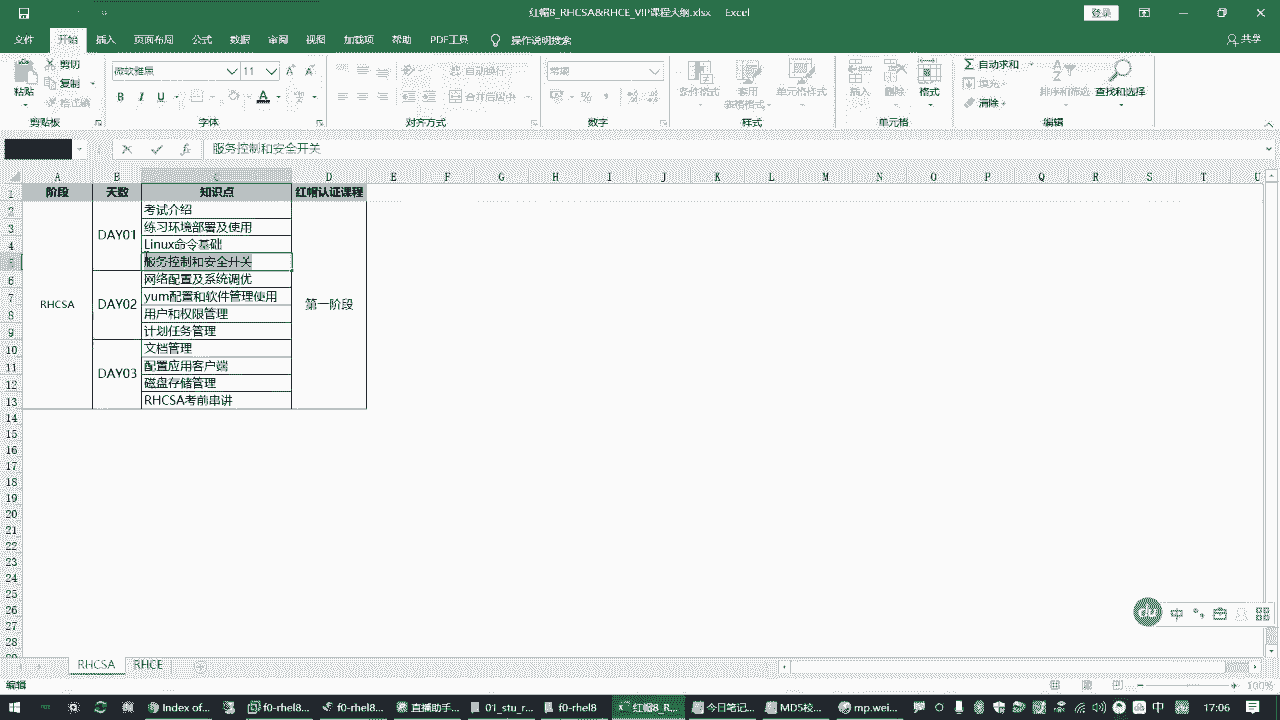 红帽8_RHCSA&RHCE_VIP课程大纲.xlsx - Excel
登录
文件 开始 插入 页面布局 公式 数据 审阅 视图 加载项 帮助 PDF工具 操作说明搜索 共享
粘贴 剪切 复制 格式刷
微软雅黑 11
B I U A
自动换行
合并后居中
常规
条件格式 套用表格格式 单元格样式
插入 删除 格式
自动求和 填充 清除
排序和筛选 查找和选择
剪贴板 字体 对齐方式 数字 样式 单元格 编辑
服务控制和安全开关
A B C D E F G H I J K L M N O P Q R S T U
1 阶段 天数 知识点 红帽认证课程
2 考试介绍
3 DAY01 练习环境部署及使用
4 Linux命令基础
5 服务控制和安全开关
6 网络配置及系统调优
7 RHCSA DAY02 yum配置和软件管理使用 第一阶段
8 用户和权限管理
9 计划任务管理
10 文档管理
11 DAY03 配置应用客户端
12 磁盘存储管理
13 RHCSA考前串讲
14
15
16
17
18
19
20
21
22
23
24
25
26
27
28
中
RHCSA RHCE
编辑 100%
Index of... f0-rhel8... f0-rhel8... 直播助手... 01_stu_r... f0-rhel8 红帽8_R... 今日笔记... MD5校... mp.wei... 中 17:06